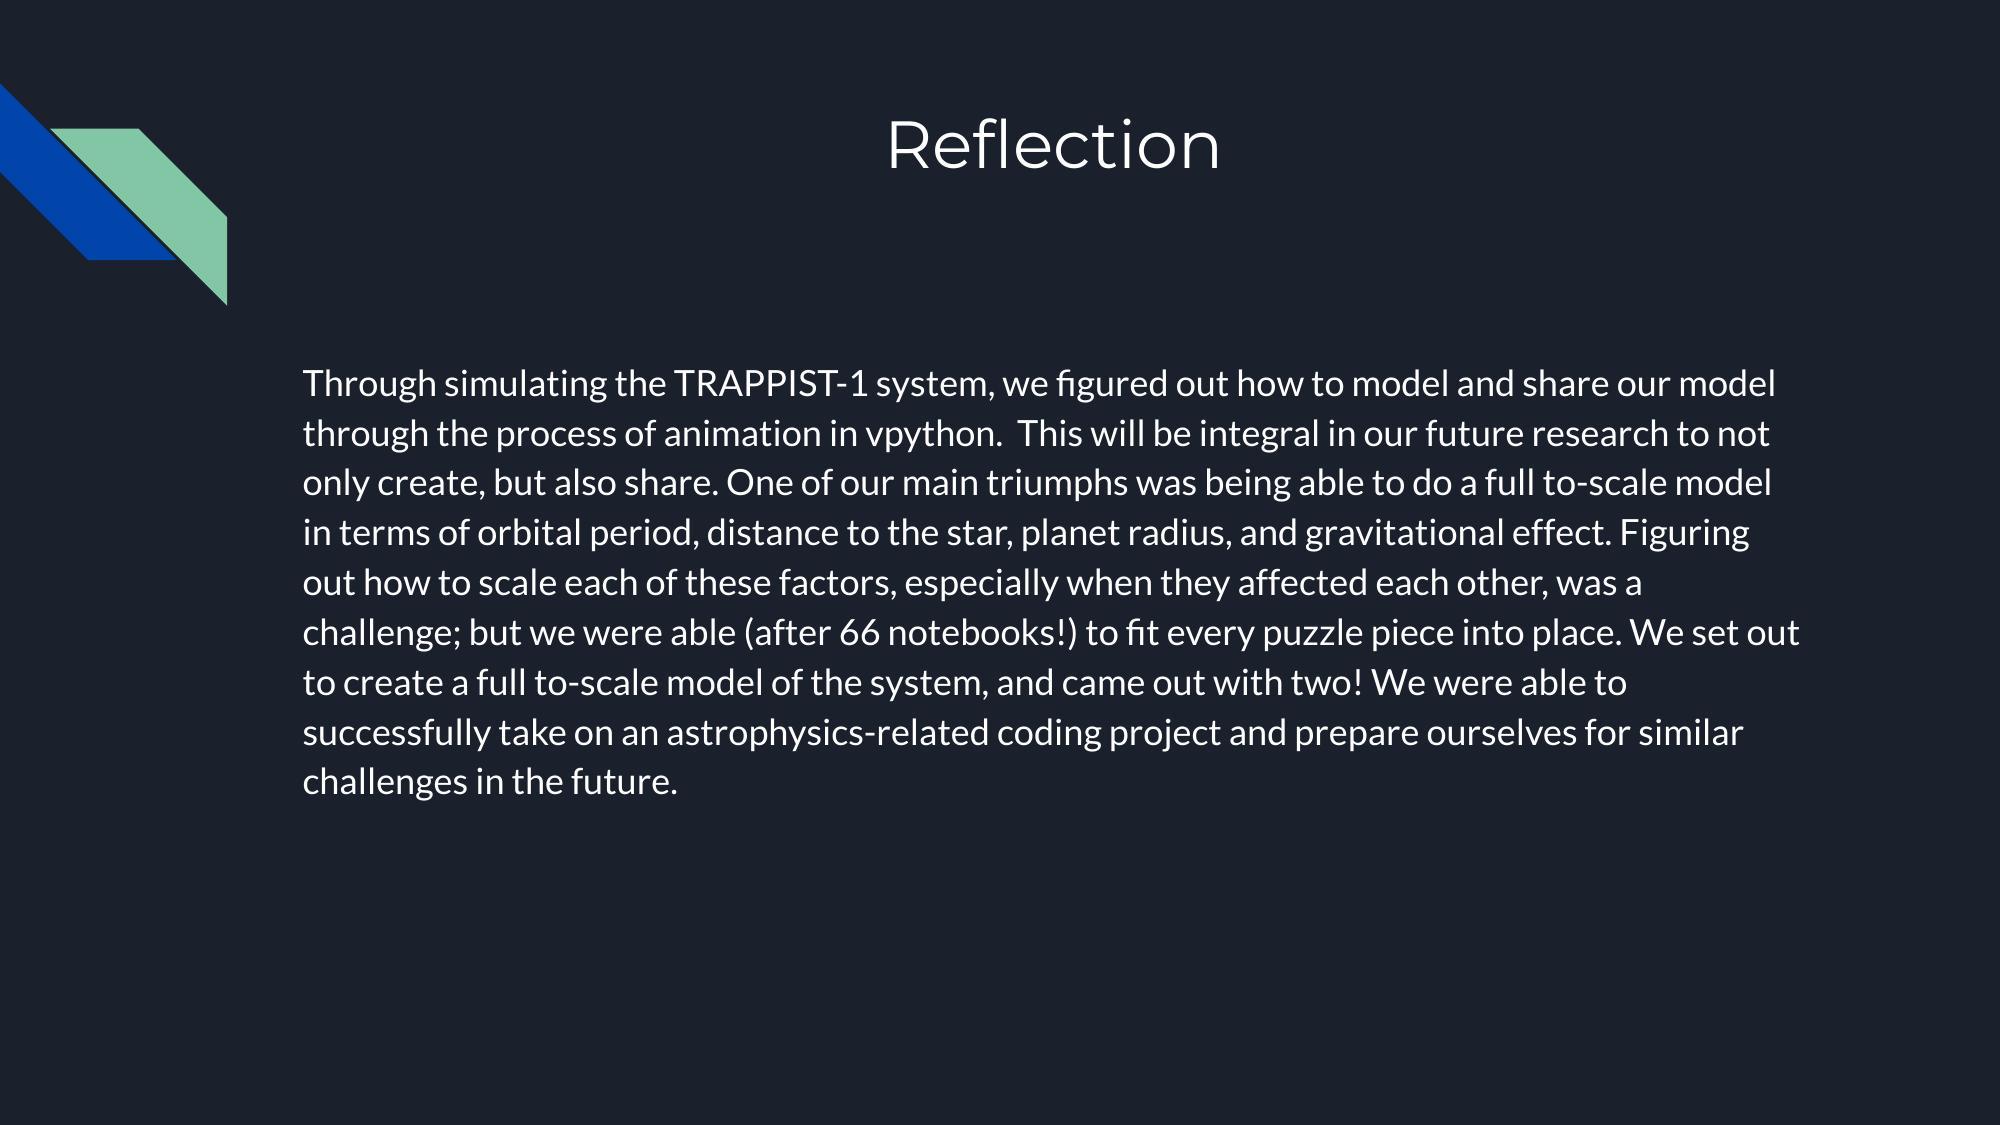 Reflection
Through simulating the TRAPPIST-1 system, we figured out how to model and share our model
through the process of animation in vpython.  This will be integral in our future research to not
only create, but also share. One of our main triumphs was being able to do a full to-scale model
in terms of orbital period, distance to the star, planet radius, and gravitational effect. Figuring
out how to scale each of these factors, especially when they affected each other, was a
challenge; but we were able (after 66 notebooks!) to fit every puzzle piece into place. We set out
to create a full to-scale model of the system, and came out with two! We were able to
successfully take on an astrophysics-related coding project and prepare ourselves for similar
challenges in the future.